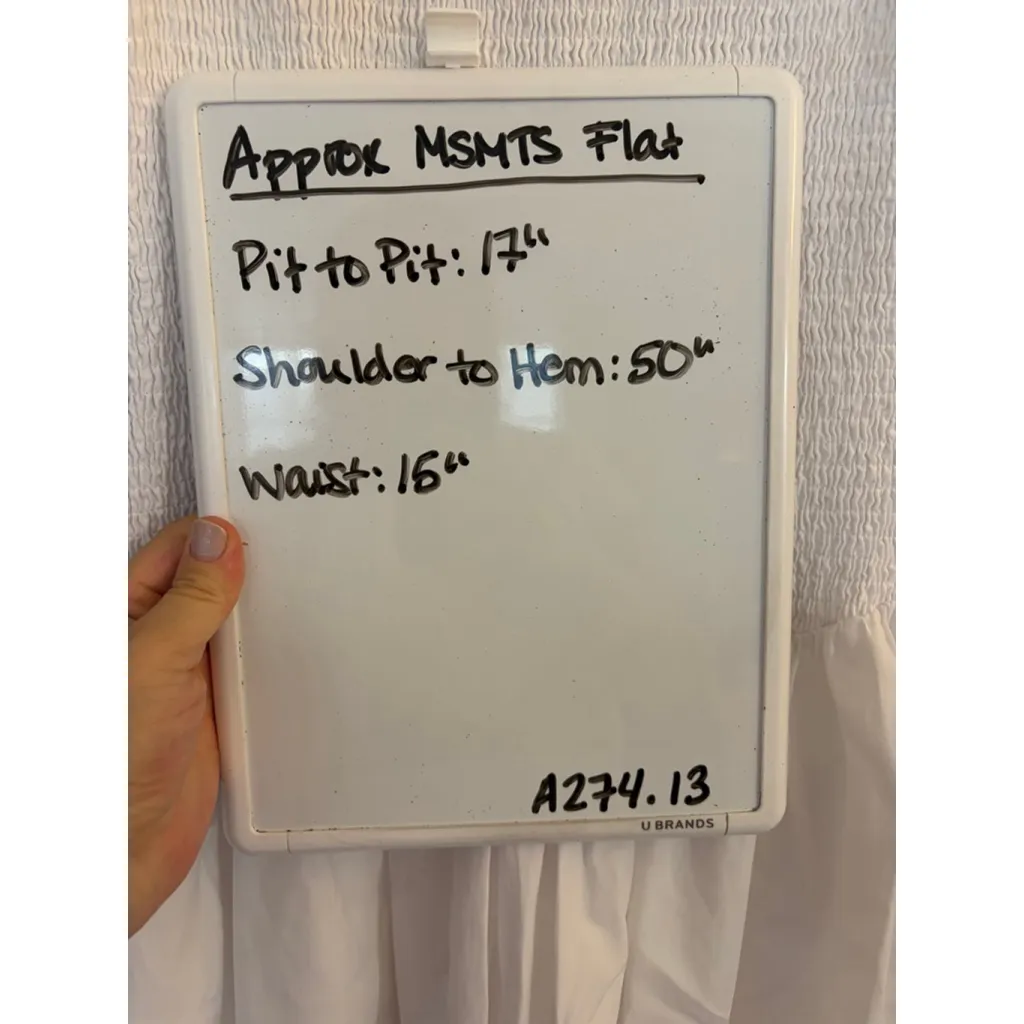 Approx MSMTS Flat
Pit to Pit: 17"
Shoulder to Hem: 50"
Waist: 15"
A274.13
U BRANDS